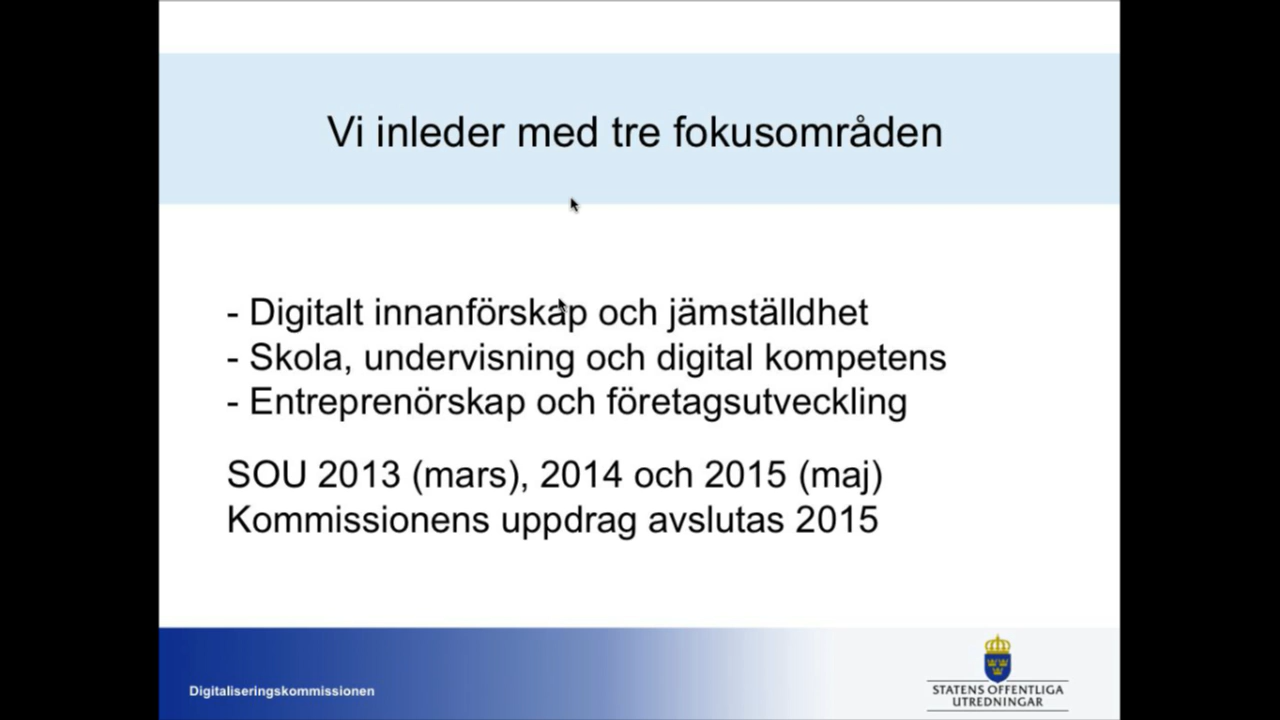 Vi inleder med tre fokusområden
- Digitalt innanförskap och jämställdhet
- Skola, undervisning och digital kompetens
- Entreprenörskap och företagsutveckling
SOU 2013 (mars), 2014 och 2015 (maj)
Kommissionens uppdrag avslutas 2015
Digitaliseringskommissionen
STATENS OFFENTLIGA
UTREDNINGAR